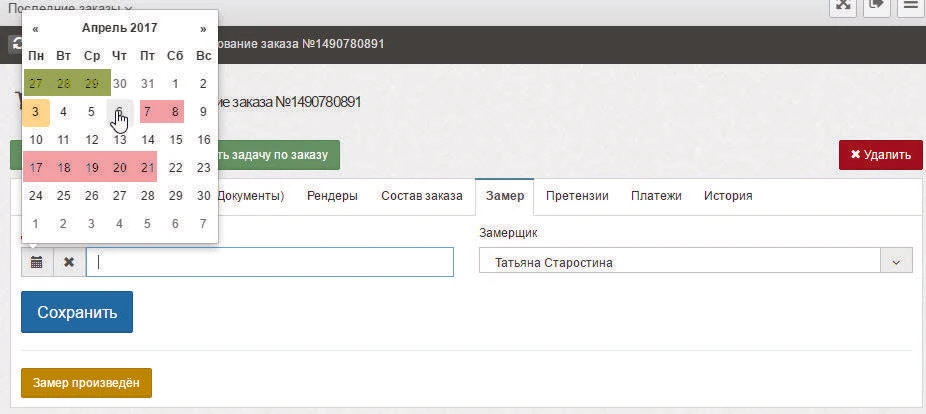 Последние заказы
ование заказа №1490780891
« Апрель 2017 »
Пн Вт Ср Чт Пт Сб Вс
27 28 29 30 31 1 2
3 4 5 6 7 8 9
10 11 12 13 14 15 16
17 18 19 20 21 22 23
24 25 26 27 28 29 30
1 2 3 4 5 6 7
ие заказа №1490780891
ть задачу по заказу
Удалить
Документы) Рендеры Состав заказа Замер Претензии Платежи История
Замерщик
Татьяна Старостина
Сохранить
Замер произведён